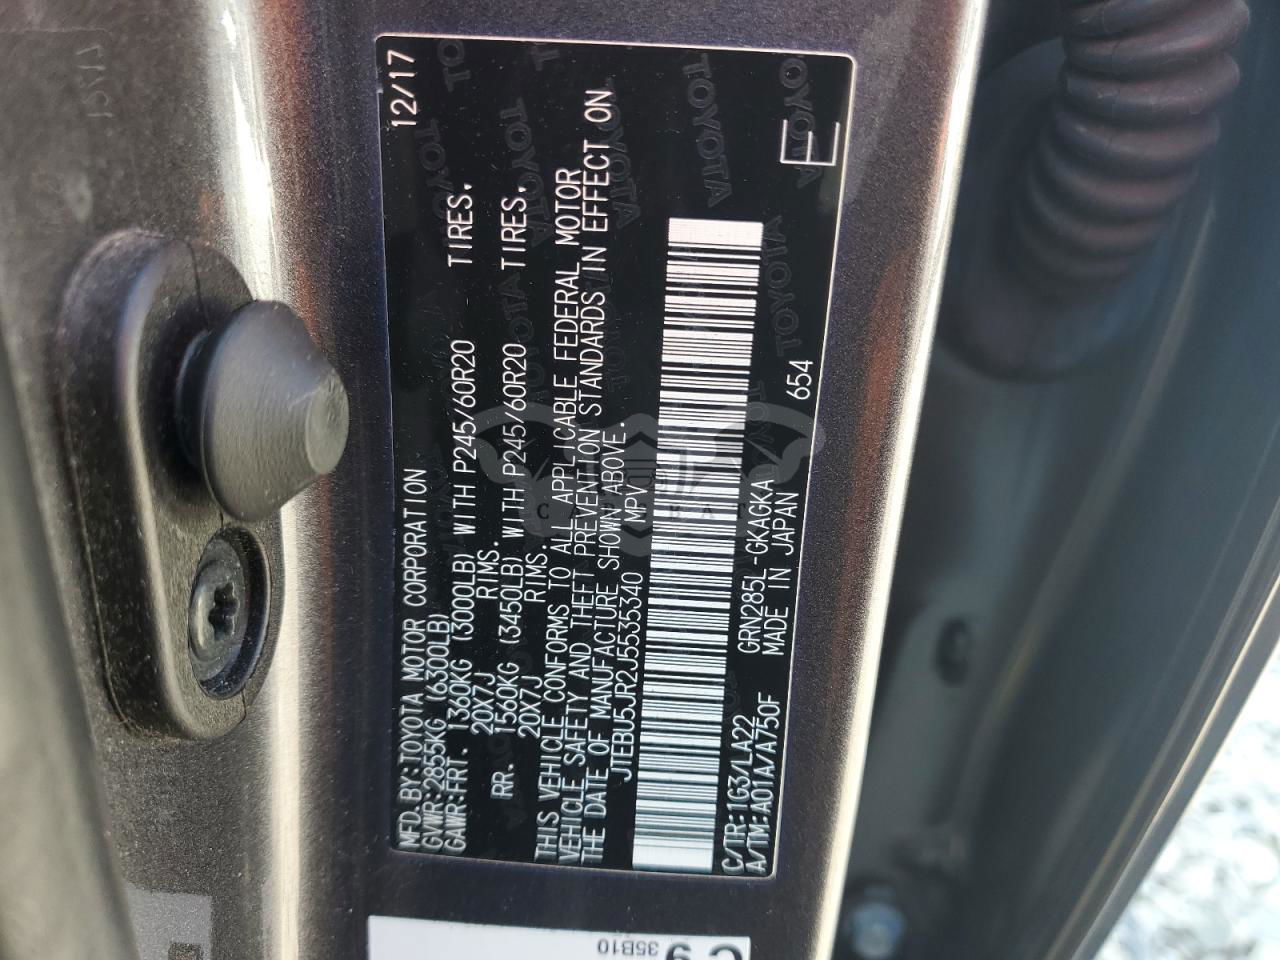 MFD.BY:TOYOTA MOTOR CORPORATION 12/17
GVWR:2855KG (6300LB)
GAWR:FRT. 1360KG (3000LB) WITH P245/60R20 TIRES.
20X7J RIMS.
RR. 1560KG (3450LB) WITH P245/60R20 TIRES.
20X7J RIMS.
THIS VEHICLE CONFORMS TO ALL APPLICABLE FEDERAL MOTOR
VEHICLE SAFETY AND THEFT PREVENTION STANDARDS IN EFFECT ON
THE DATE OF MANUFACTURE SHOWN ABOVE.
JTEBU5JR2J5535340 MPV
C/TR:1G3/LA22 GRN285L-GKAGKA 654
A/TM:A01A/A750F MADE IN JAPAN
E
35B10